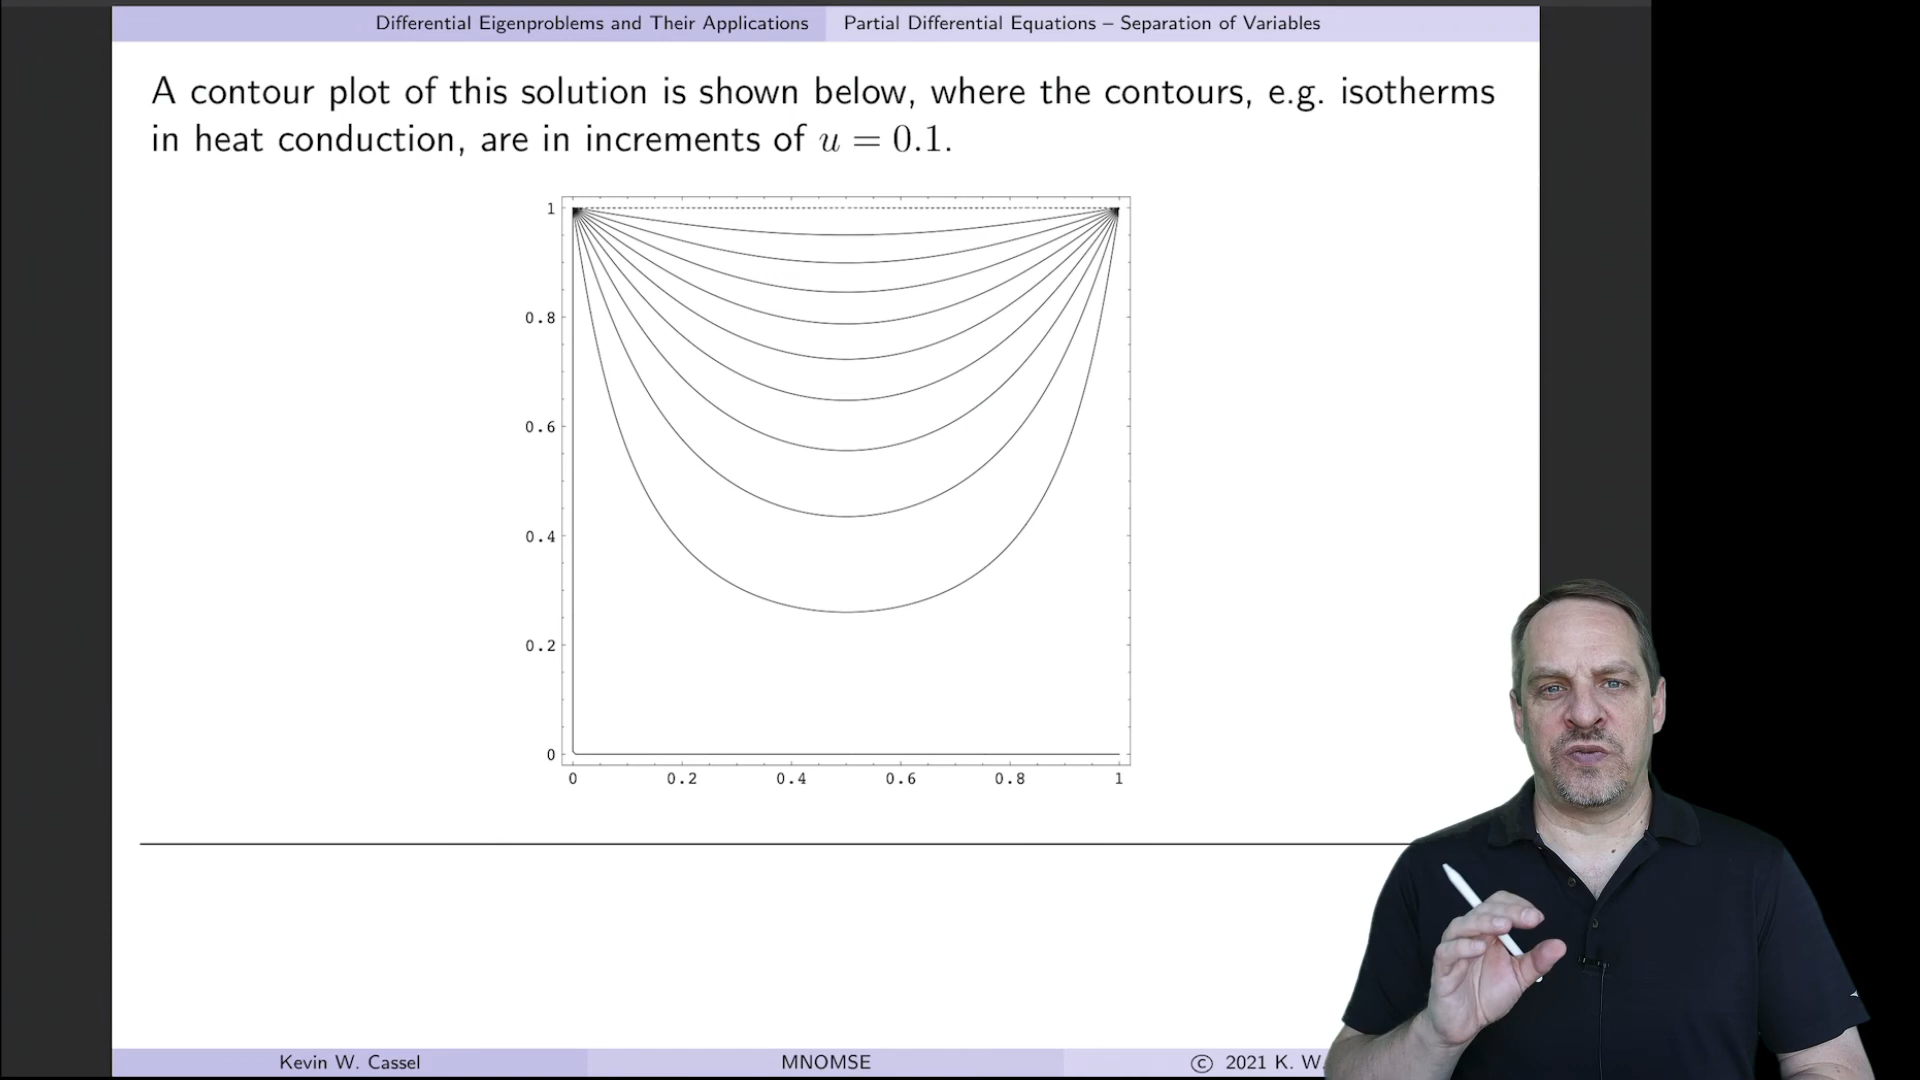 Differential Eigenproblems and Their Applications Partial Differential Equations – Separation of Variables
A contour plot of this solution is shown below, where the contours, e.g. isotherms
in heat conduction, are in increments of u = 0.1.
1
0.8
0.6
0.4
0.2
0
0 0.2 0.4 0.6 0.8 1
Kevin W. Cassel MNOMSE © 2021 K. W.